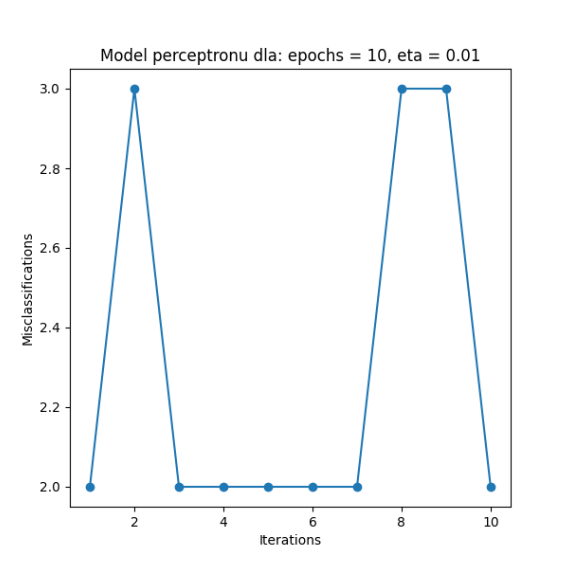 Model perceptronu dla: epochs = 10, eta = 0.01
3.0
2.8
2.6
2.4
2.2
2.0
Misclassifications
2 4 6 8 10
Iterations